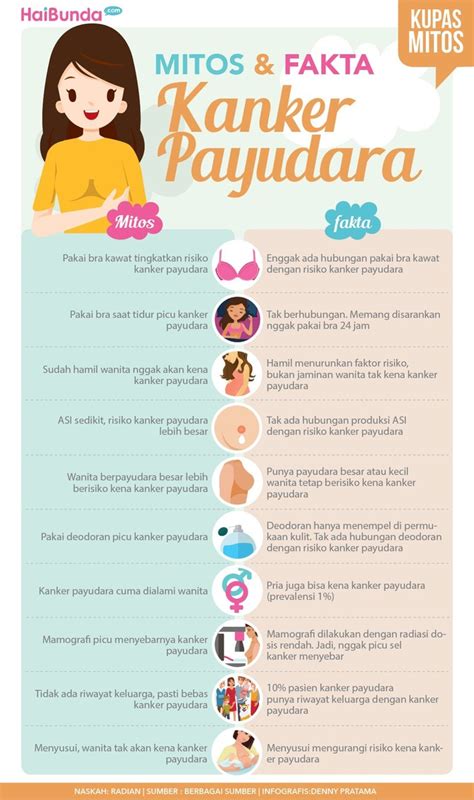 HaiBunda.com
KUPAS
MITOS
MITOS & FAKTA
Kanker
Payudara
Mitos
fakta
Pakai bra kawat tingkatkan risiko
kanker payudara
Enggak ada hubungan pakai bra kawat
dengan risiko kanker payudara
Pakai bra saat tidur picu kanker
payudara
Tak berhubungan. Memang disarankan
nggak pakai bra 24 jam
Sudah hamil wanita nggak akan kena
kanker payudara
Hamil menurunkan faktor risiko,
bukan jaminan wanita tak kena kanker
payudara
ASI sedikit, risiko kanker payudara
lebih besar
Tak ada hubungan produksi ASI
dengan risiko kanker payudara
Wanita berpayudara besar lebih
berisiko kena kanker payudara
Punya payudara besar atau kecil
wanita tetap berisiko kena kanker
payudara
Pakai deodoran picu kanker payudara
Deodoran hanya menempel di permu-
kaan kulit. Tak ada hubungan deodoran
dengan risiko kanker payudara
Kanker payudara cuma dialami wanita
Pria juga bisa kena kanker payudara
(prevalensi 1%)
Mamografi picu menyebarnya kanker
payudara
Mamografi dilakukan dengan radiasi do-
sis rendah. Jadi, nggak picu sel
kanker menyebar
Tidak ada riwayat keluarga, pasti bebas
kanker payudara
10% pasien kanker payudara
punya riwayat keluarga dengan kanker
payudara
Menyusui, wanita tak akan kena kanker
payudara
Menyusui mengurangi risiko kena kank-
er payudara
NASKAH: RADIAN | SUMBER : BERBAGAI SUMBER | INFOGRAFIS:DENNY PRATAMA